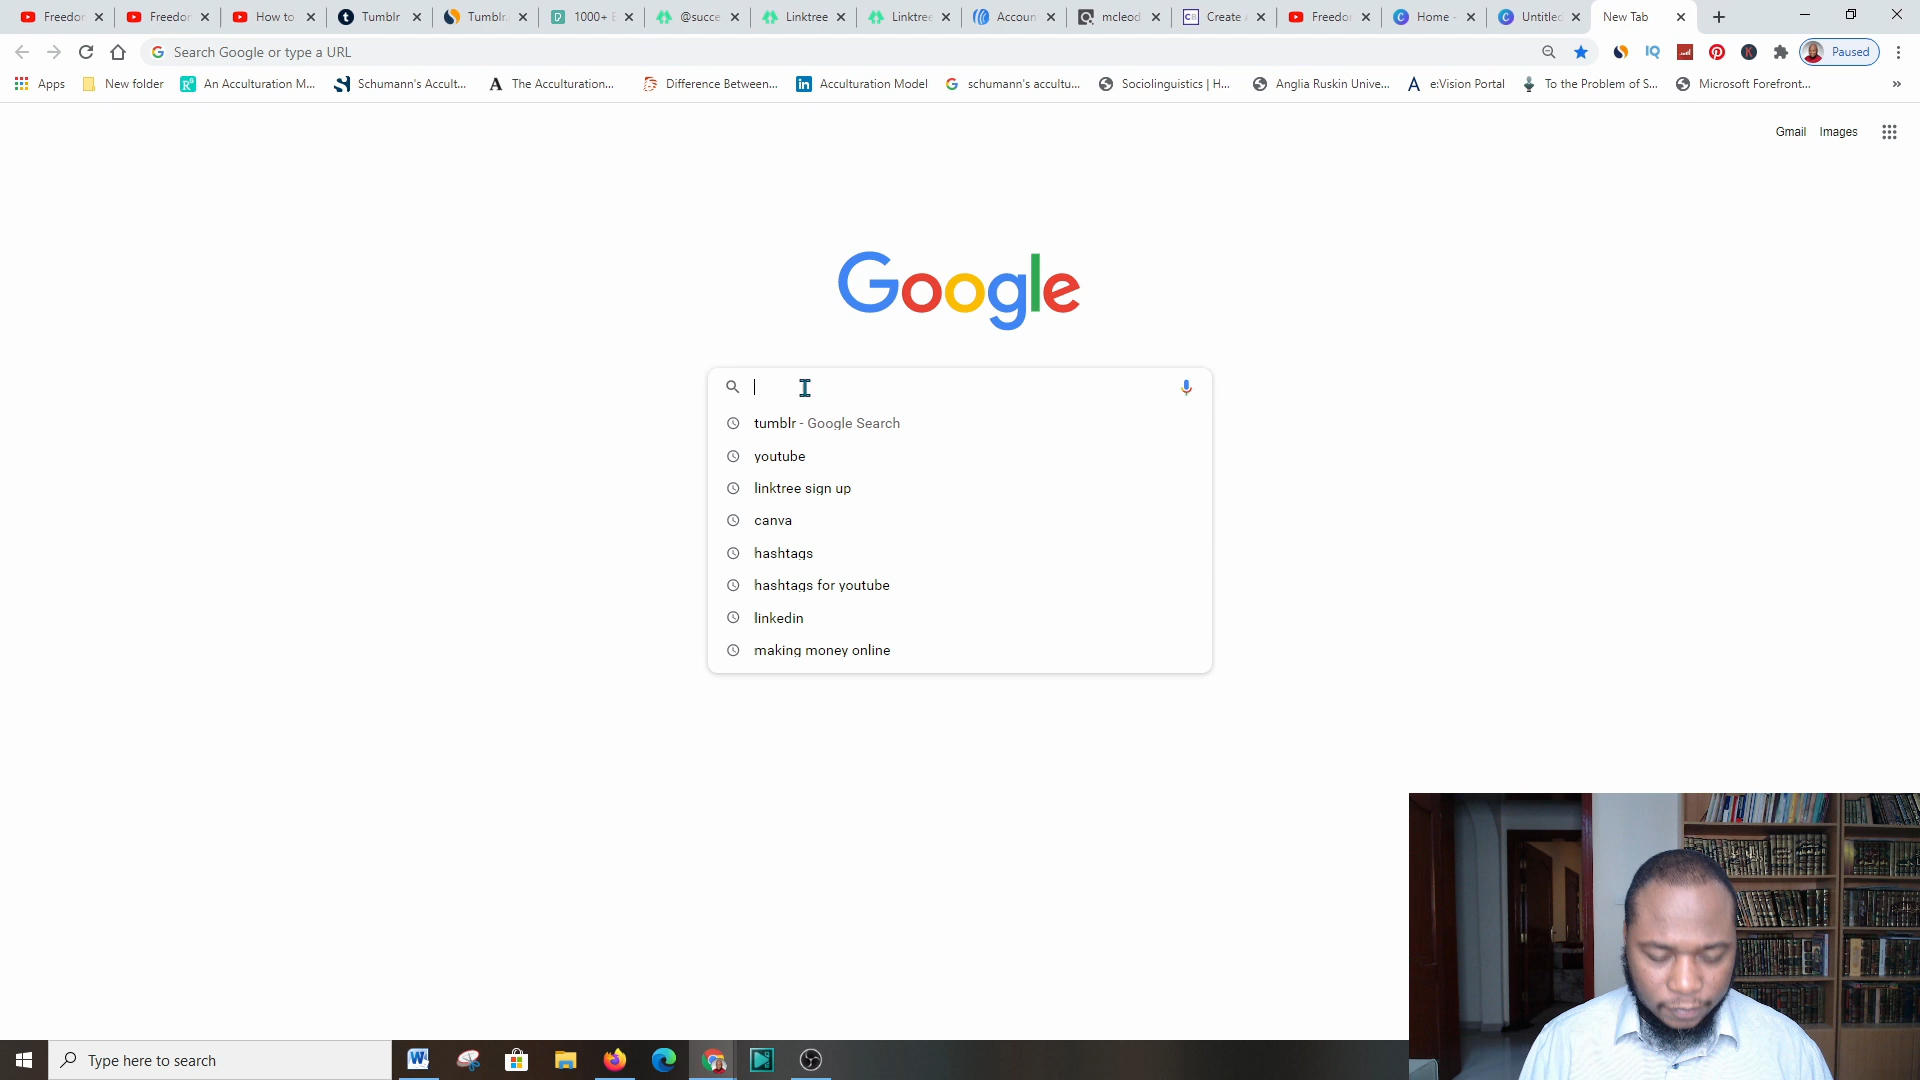 Freedor
Freedor
How to
Tumblr
Tumblr.
1000+ E
@succe
Linktree
Linktree
Accoun
mcleod
Create A
Freedor
Home -
Untitled
New Tab
Search Google or type a URL
Paused
Apps
New folder
An Acculturation M...
Schumann's Accult...
The Acculturation...
Difference Between...
Acculturation Model
schumann's accultu...
Sociolinguistics | H...
Anglia Ruskin Unive...
e:Vision Portal
To the Problem of S...
Microsoft Forefront...
Gmail Images
Google
tumblr - Google Search
youtube
linktree sign up
canva
hashtags
hashtags for youtube
linkedin
making money online
Type here to search